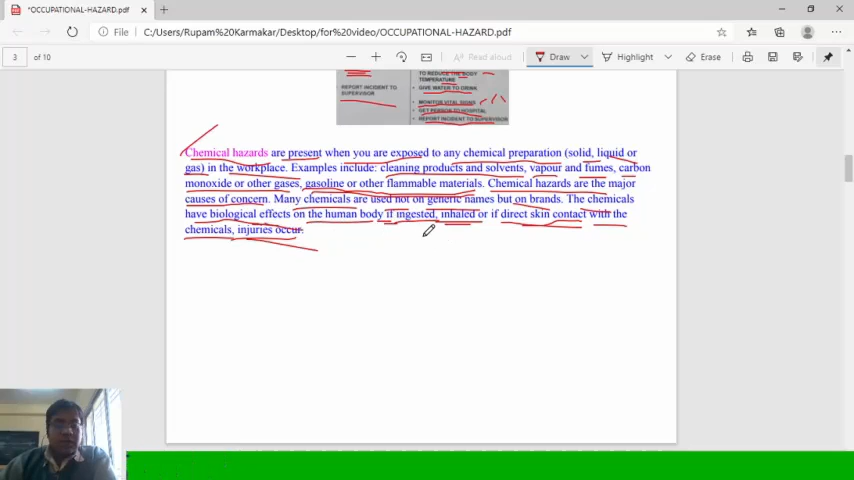 *OCCUPATIONAL-HAZARD.pdf
File C:/Users/Rupam%20Karmakar/Desktop/for%20video/OCCUPATIONAL-HAZARD.pdf
3 of 10 Read aloud Draw Highlight Erase
TO REDUCE THE BODY
TEMPERATURE
REPORT INCIDENT TO
SUPERVISOR
• GIVE WATER TO DRINK
• MONITOR VITAL SIGNS
• GET PERSON TO HOSPITAL
• REPORT INCIDENT TO SUPERVISOR
Chemical hazards are present when you are exposed to any chemical preparation (solid, liquid or
gas) in the workplace. Examples include: cleaning products and solvents, vapour and fumes, carbon
monoxide or other gases, gasoline or other flammable materials. Chemical hazards are the major
causes of concern. Many chemicals are used not on generic names but on brands. The chemicals
have biological effects on the human body if ingested, inhaled or if direct skin contact with the
chemicals, injuries occur.